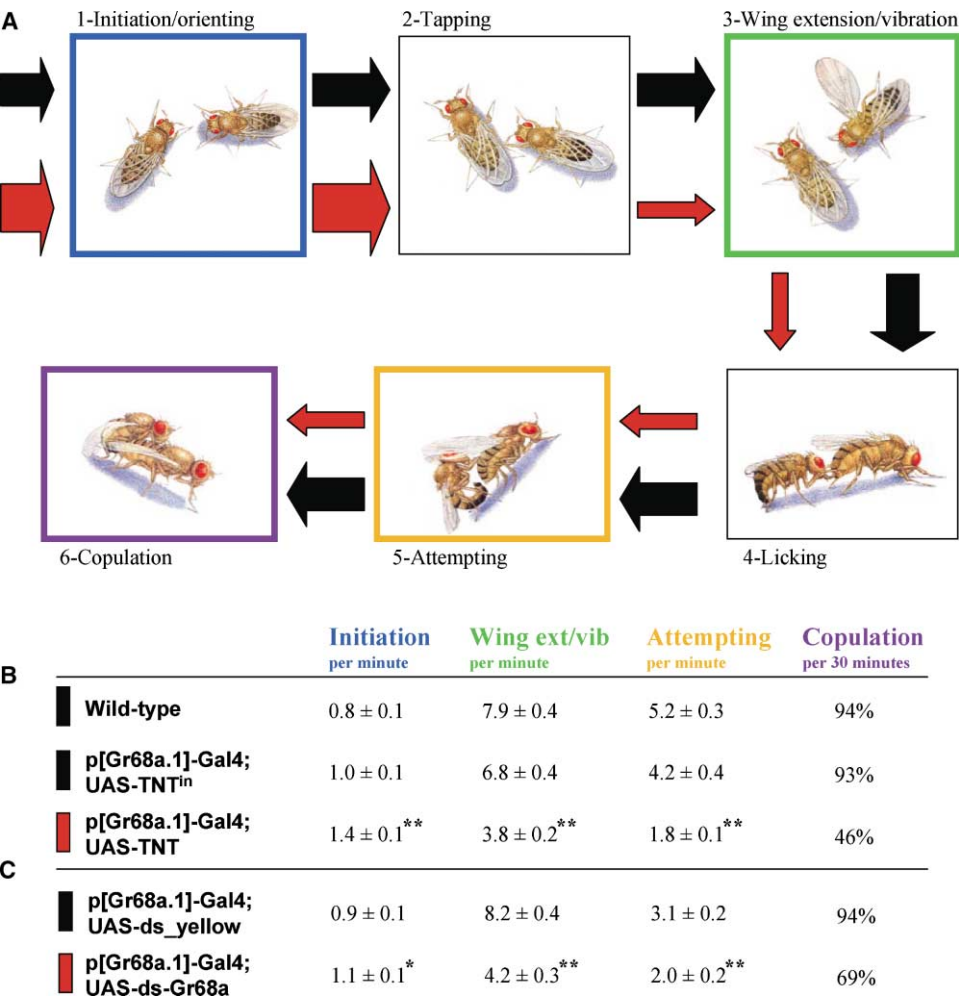 A
1-Initiation/orienting
2-Tapping
3-Wing extension/vibration
6-Copulation
5-Attempting
4-Licking
Initiation Wing ext/vib Attempting Copulation
per minute per minute per minute per 30 minutes
B
Wild-type 0.8 ± 0.1 7.9 ± 0.4 5.2 ± 0.3 94%
p[Gr68a.1]-Gal4;
UAS-TNTin 1.0 ± 0.1 6.8 ± 0.4 4.2 ± 0.4 93%
p[Gr68a.1]-Gal4;
UAS-TNT 1.4 ± 0.1** 3.8 ± 0.2** 1.8 ± 0.1** 46%
C
p[Gr68a.1]-Gal4;
UAS-ds_yellow 0.9 ± 0.1 8.2 ± 0.4 3.1 ± 0.2 94%
p[Gr68a.1]-Gal4;
UAS-ds-Gr68a 1.1 ± 0.1* 4.2 ± 0.3** 2.0 ± 0.2** 69%